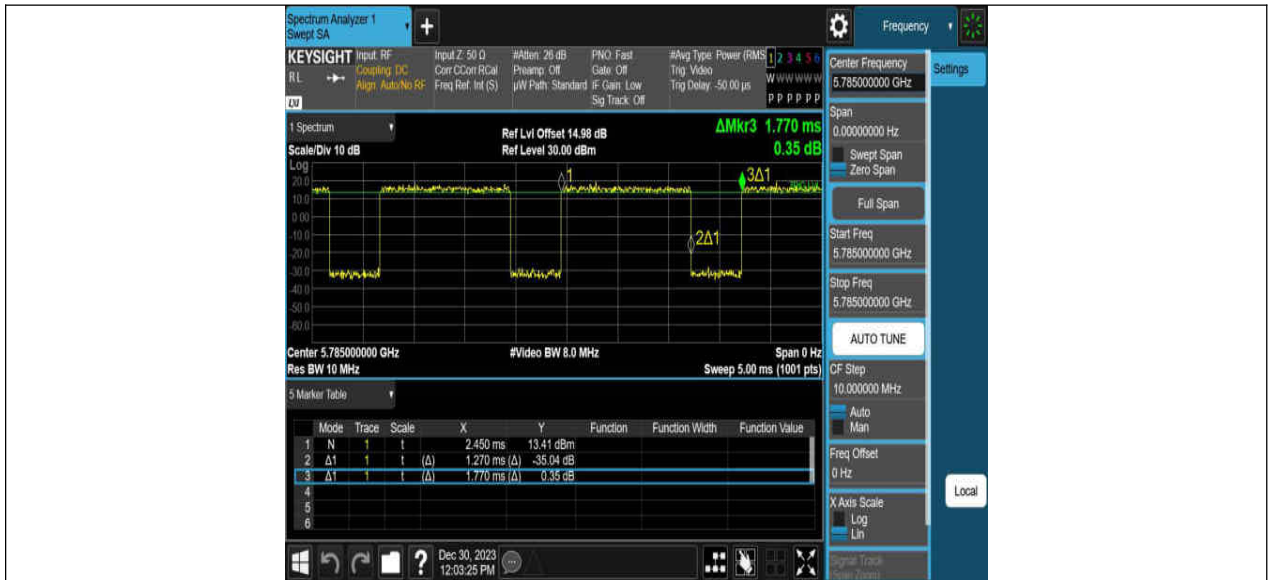 Spectrum Analyzer 1
Swept SA
+
Frequency
KEYSIGHT
RL
Input: RF
Coupling: DC
Align: Auto/No RF
Input Z: 50 Ω
Corr CCorr RCal
Freq Ref: Int (S)
#Atten: 26 dB
Preamp: Off
µW Path: Standard
PNO: Fast
Gate: Off
IF Gain: Low
Sig Track: Off
#Avg Type: Power (RMS
Trig: Video
Trig Delay: -50.00 µs
1 2 3 4 5 6
W W W W W W
P P P P P P
Center Frequency
5.785000000 GHz
Settings
1 Spectrum
Scale/Div 10 dB
Ref Lvl Offset 14.98 dB
Ref Level 30.00 dBm
ΔMkr3 1.770 ms
0.35 dB
Log
20.0
10.0
0.00
-10.0
-20.0
-30.0
-40.0
-50.0
-60.0
1
3Δ1
2Δ1
Center 5.785000000 GHz
Res BW 10 MHz
#Video BW 8.0 MHz
Span 0 Hz
Sweep 5.00 ms (1001 pts)
Span
0.00000000 Hz
Swept Span
Zero Span
Full Span
Start Freq
5.785000000 GHz
Stop Freq
5.785000000 GHz
AUTO TUNE
CF Step
10.000000 MHz
Auto
Man
Freq Offset
0 Hz
X Axis Scale
Log
Lin
Signal Track
(Span Zoom)
Local
5 Marker Table
Mode Trace Scale X Y Function Function Width Function Value
1 N 1 t 2.450 ms 13.41 dBm
2 Δ1 1 t (Δ) 1.270 ms (Δ) -35.04 dB
3 Δ1 1 t (Δ) 1.770 ms (Δ) 0.35 dB
4
5
6
?
Dec 30, 2023
12:03:25 PM